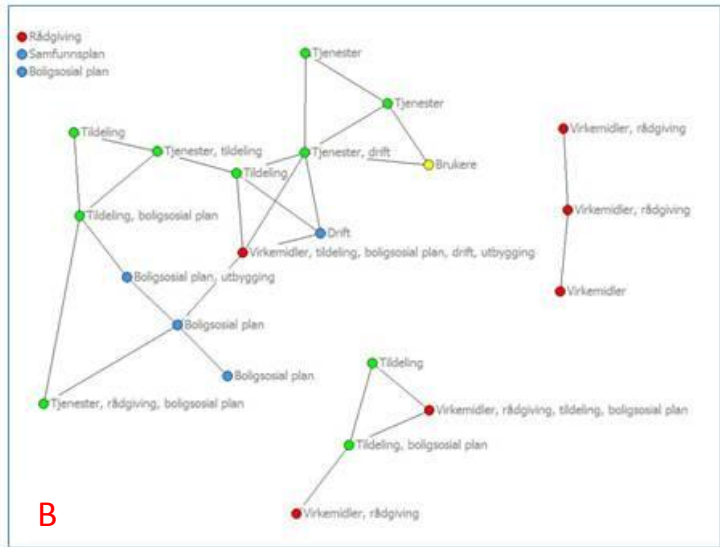 Rådgiving
Samfunnsplan
Boligsosial plan
Tjenester
Tjenester
Virkemidler, rådgiving
Tildeling
Tjenester, tildeling
Tjenester, drift
Brukere
Tildeling
Virkemidler, rådgiving
Tildeling, boligsosial plan
Drift
Virkemidler, tildeling, boligsosial plan, drift, utbygging
Boligsosial plan, utbygging
Virkemidler
Boligsosial plan
Tildeling
Boligsosial plan
Tjenester, rådgiving, boligsosial plan
Virkemidler, rådgiving, tildeling, boligsosial plan
Tildeling, boligsosial plan
Virkemidler, rådgiving
B